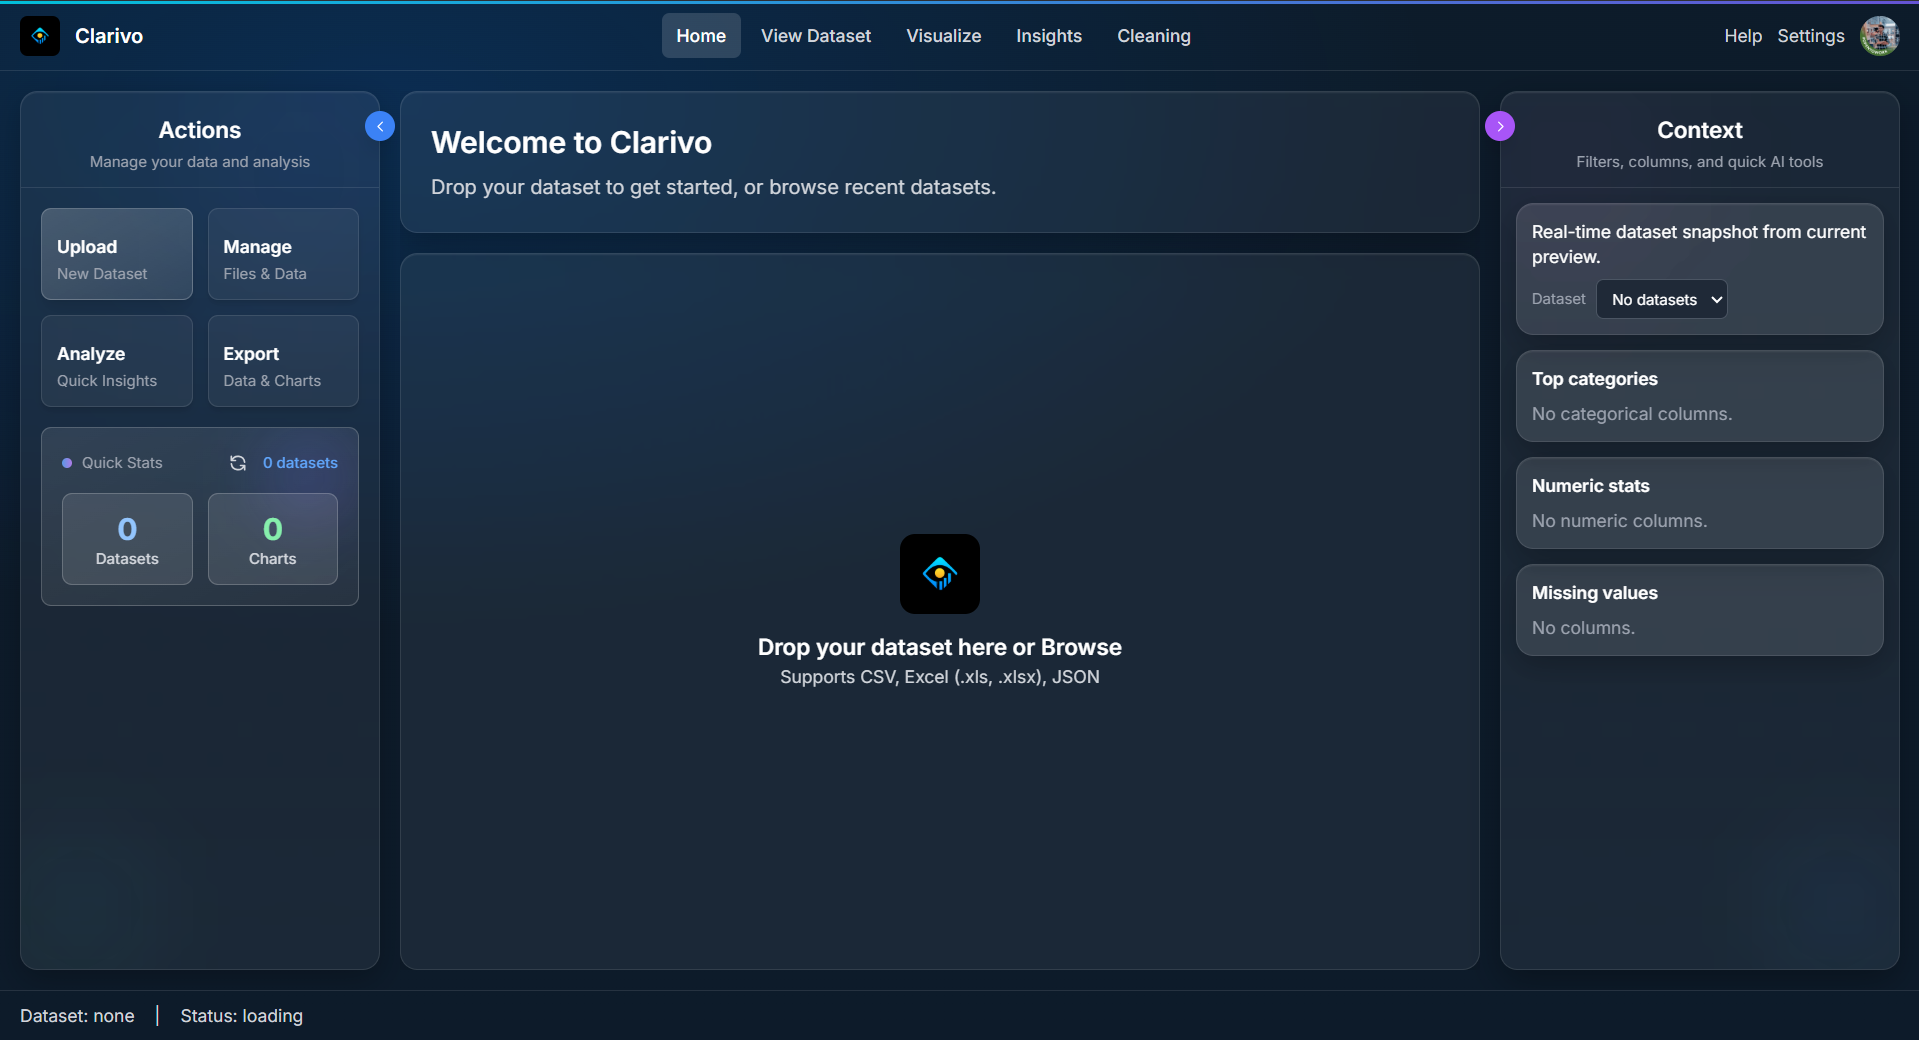 Clarivo
Home
View Dataset
Visualize
Insights
Cleaning
Help
Settings
Actions
Manage your data and analysis
Upload
New Dataset
Manage
Files & Data
Analyze
Quick Insights
Export
Data & Charts
Quick Stats
0 datasets
0
Datasets
0
Charts
Welcome to Clarivo
Drop your dataset to get started, or browse recent datasets.
Drop your dataset here or Browse
Supports CSV, Excel (.xls, .xlsx), JSON
Context
Filters, columns, and quick AI tools
Real-time dataset snapshot from current
preview.
Dataset
No datasets
Top categories
No categorical columns.
Numeric stats
No numeric columns.
Missing values
No columns.
Dataset: none | Status: loading